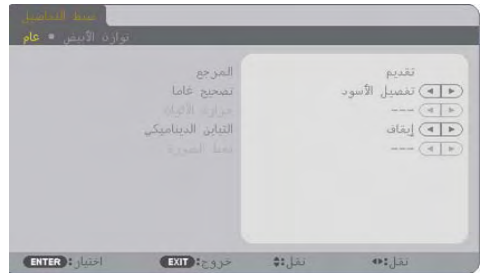 ضبط التفاصيل
عام • توازن الأبيض
المرجع تقديم
تصحيح غاما تفصيل الأسود
حرارة الألوان ---
التباين الديناميكي إيقاف
نمط الصورة ---
ENTER: اختيار EXIT: خروج نقل: نقل: